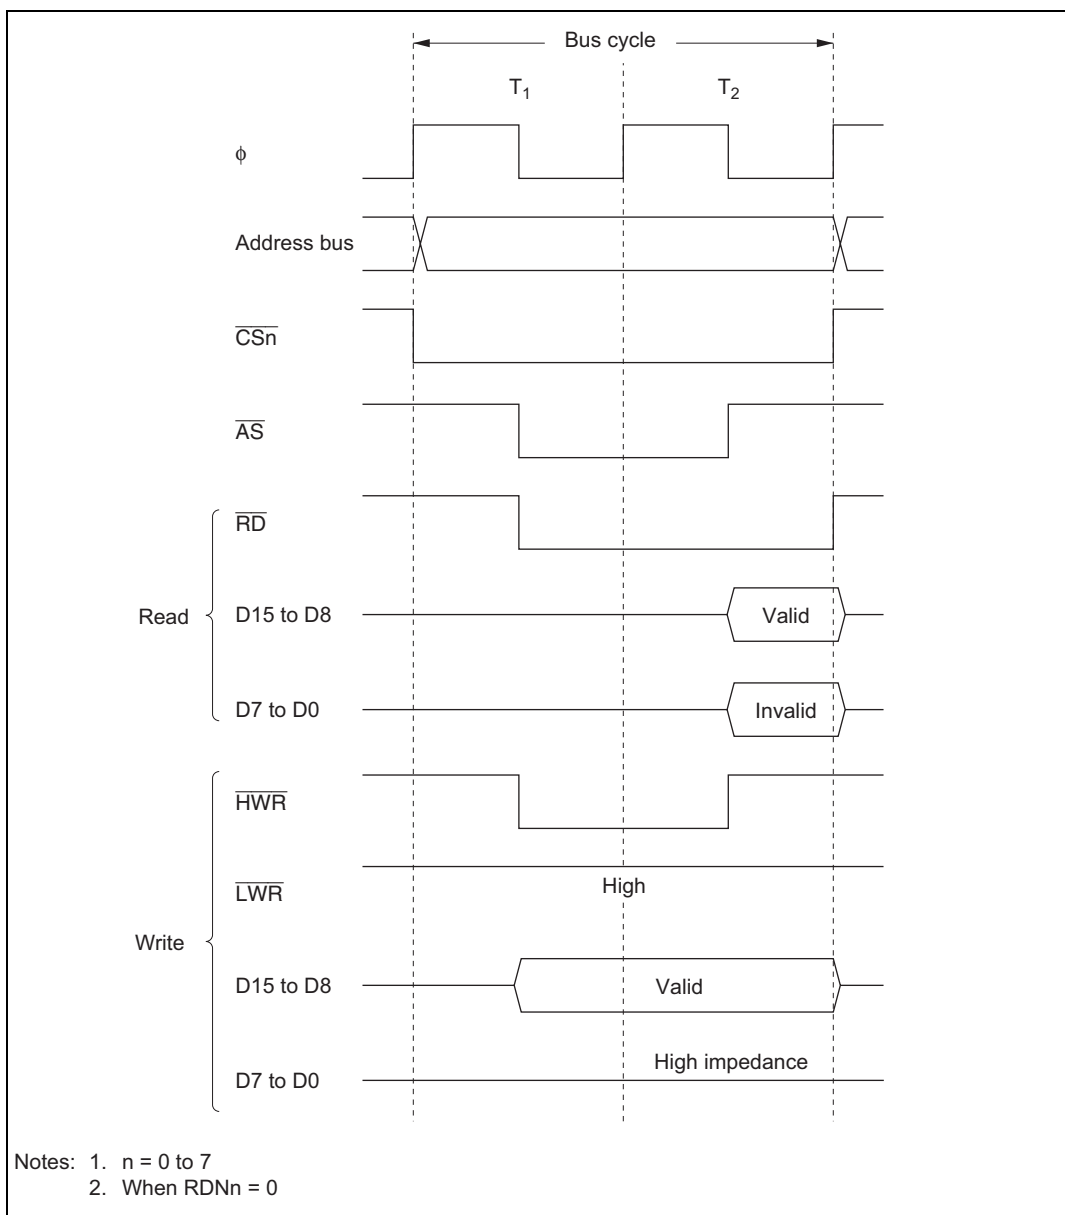 Bus cycle
T1 T2
ϕ
Address bus
CSn
AS
RD
Read D15 to D8 Valid
D7 to D0 Invalid
HWR
LWR High
Write
D15 to D8 Valid
D7 to D0 High impedance
Notes: 1. n = 0 to 7
2. When RDNn = 0